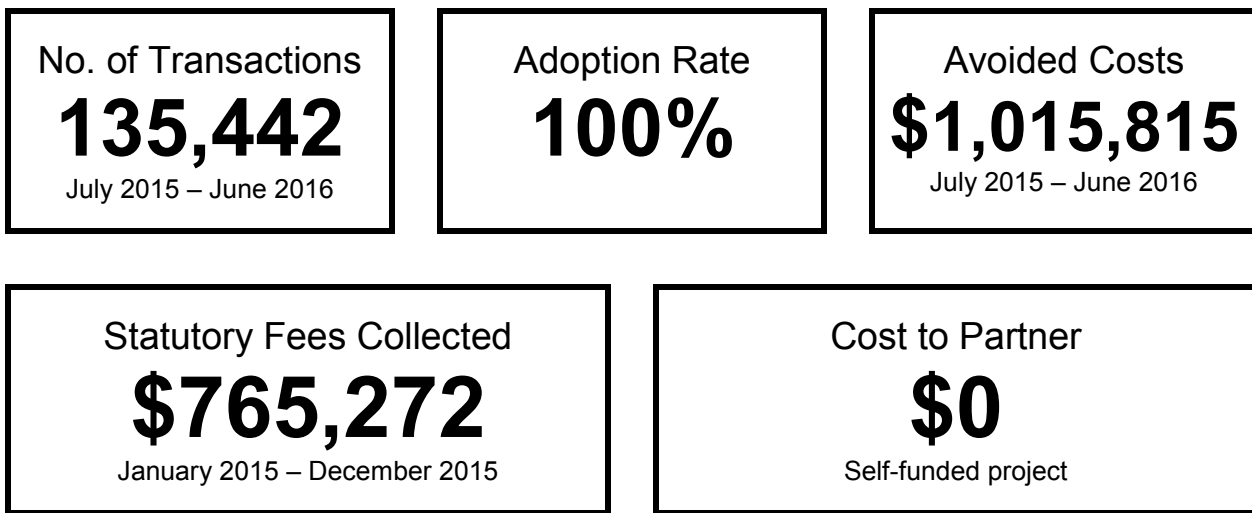 No. of Transactions
135,442
July 2015 – June 2016
Adoption Rate
100%
Avoided Costs
$1,015,815
July 2015 – June 2016
Statutory Fees Collected
$765,272
January 2015 – December 2015
Cost to Partner
$0
Self-funded project